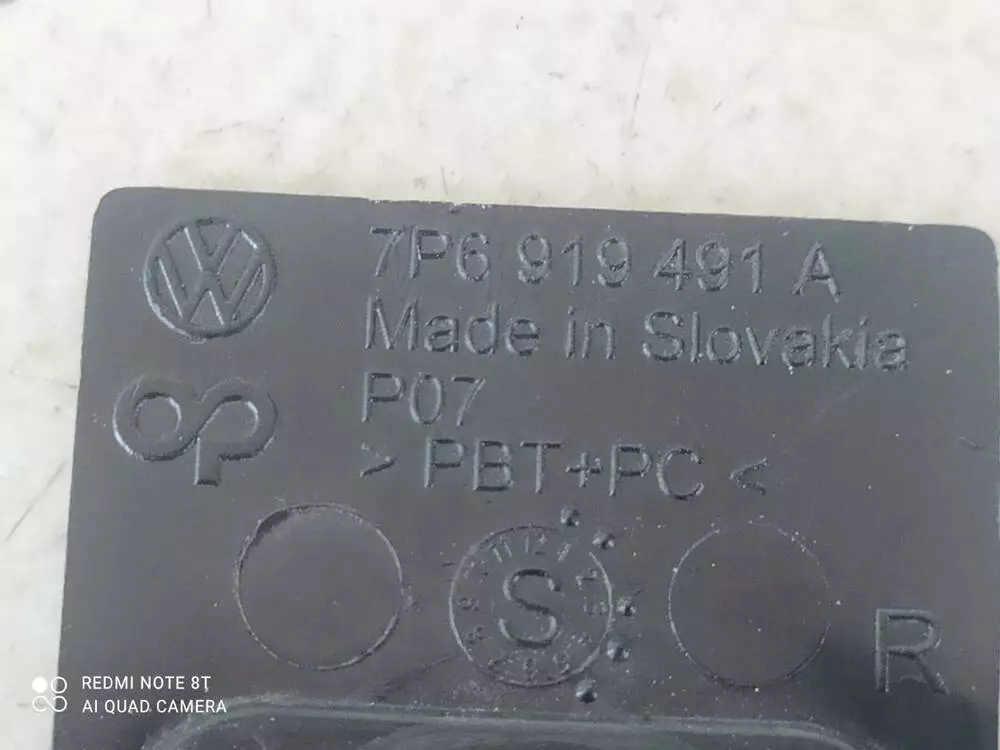 7P6 919 491 A
Made in Slovakia
P07
> PBT+PC <
S
R
REDMI NOTE 8T
AI QUAD CAMERA